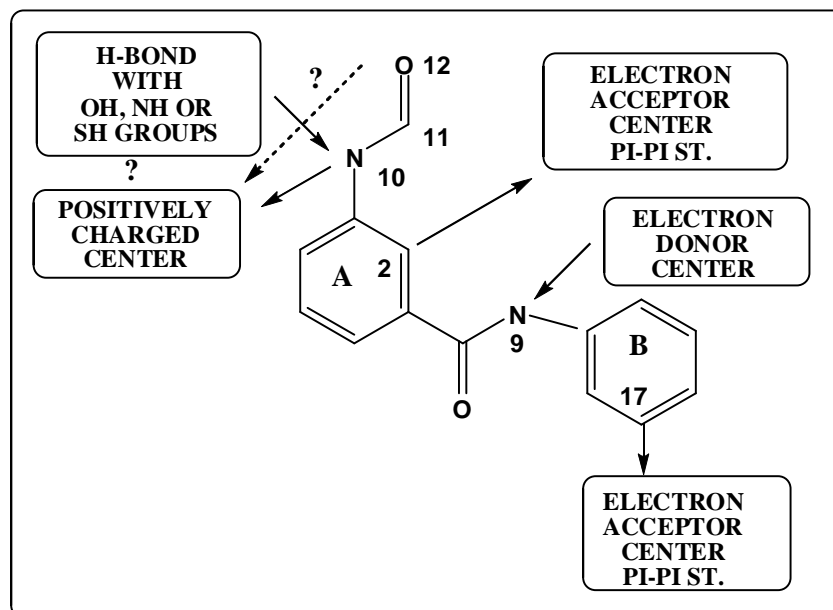 H-BOND
WITH
OH, NH OR
SH GROUPS
?
?
POSITIVELY
CHARGED
CENTER
O 12
11
N
10
ELECTRON
ACCEPTOR
CENTER
PI-PI ST.
A
2
ELECTRON
DONOR
CENTER
N
9
B
17
O
ELECTRON
ACCEPTOR
CENTER
PI-PI ST.